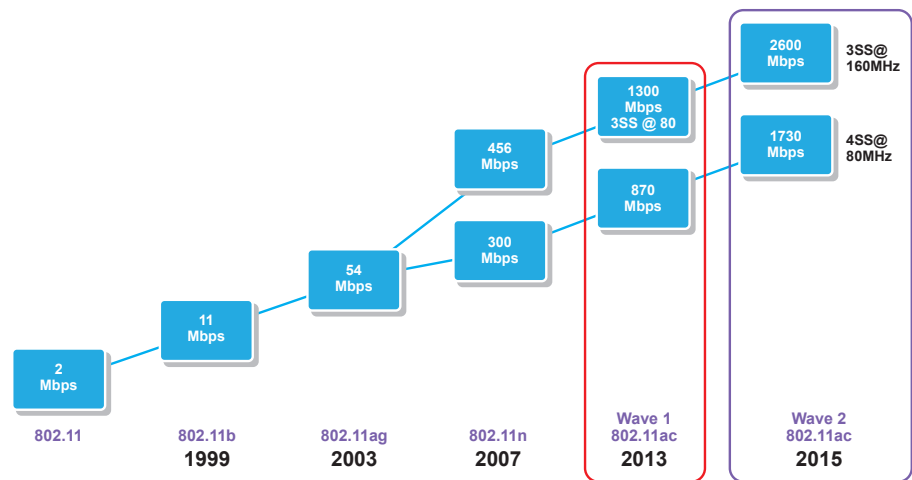 2600
Mbps
3SS@
160MHz
1300
Mbps
3SS @ 80
1730
Mbps
4SS@
80MHz
456
Mbps
870
Mbps
300
Mbps
54
Mbps
11
Mbps
2
Mbps
802.11
802.11b
1999
802.11ag
2003
802.11n
2007
Wave 1
802.11ac
2013
Wave 2
802.11ac
2015